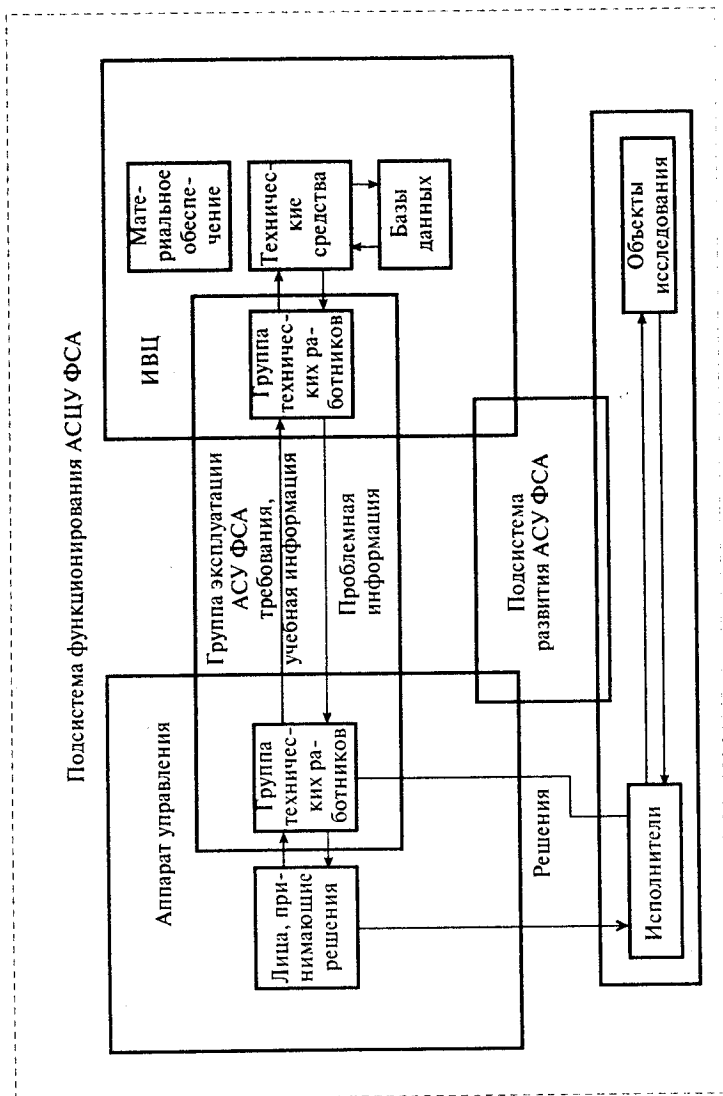 Подсистема функционирования АСЦУ ФСА
Аппарат управления
Лица, при-
нимающие
решения
Группа
техничес-
ких ра-
ботников
Группа эксплуатации
АСУ ФСА
требования,
учебная информация
Проблемная
информация
ИВЦ
Группа
техничес-
ких ра-
ботников
Мате-
риальное
обеспе-
чение
Техничес-
кие
средства
Базы
данных
Решения
Подсистема
развития АСУ ФСА
Исполнители
Объекты
исследования